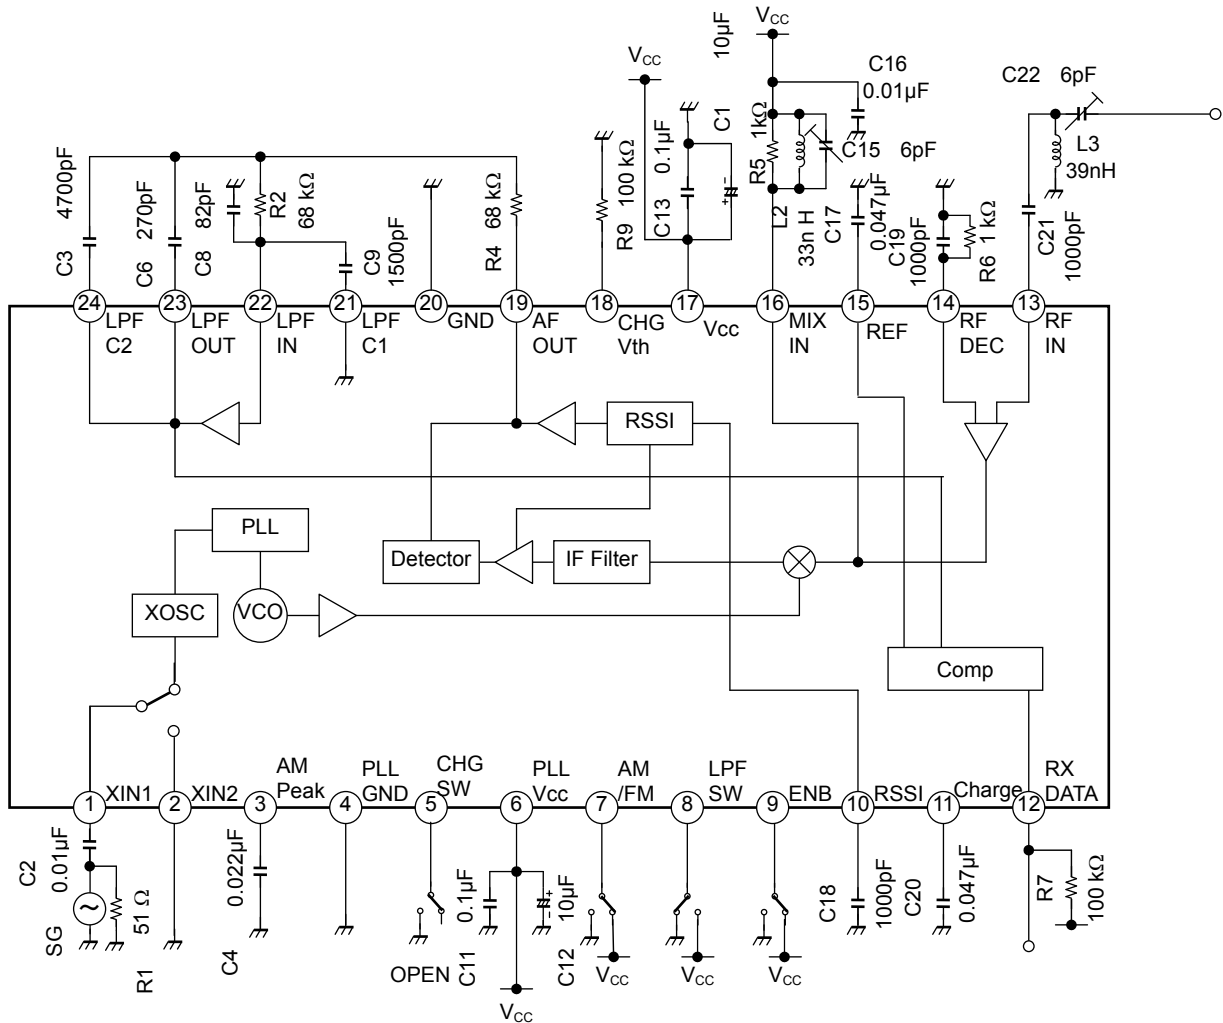 VCC
10µF
VCC
C22 6pF
C16
0.01µF
C1
1kΩ
0.1µF
C15 6pF
L3
39nH
4700pF
270pF
82pF
R2
68 kΩ
68 kΩ
100 kΩ
R5
0.047µF
1 kΩ
C3
C6
C8
C9
1500pF
R4
R9
C13
L2
33n H
C17
C19
1000pF
R6
C21
1000pF
24
23
22
21
20
19
18
17
16
15
14
13
LPF
C2
LPF
OUT
LPF
IN
LPF
C1
GND
AF
OUT
CHG
Vth
Vcc
MIX
IN
REF
RF
DEC
RF
IN
RSSI
PLL
Detector
IF Filter
XOSC
VCO
Comp
XIN1
XIN2
AM
Peak
PLL
GND
CHG
SW
PLL
Vcc
AM
/FM
LPF
SW
ENB
RSSI
Charge
RX
DATA
1
2
3
4
5
6
7
8
9
10
11
12
C2
0.01µF
0.022µF
0.1µF
10µF
C18
1000pF
C20
0.047µF
R7
100 kΩ
~
SG
51 Ω
R1
C4
OPEN
C11
C12
VCC
VCC
VCC
VCC